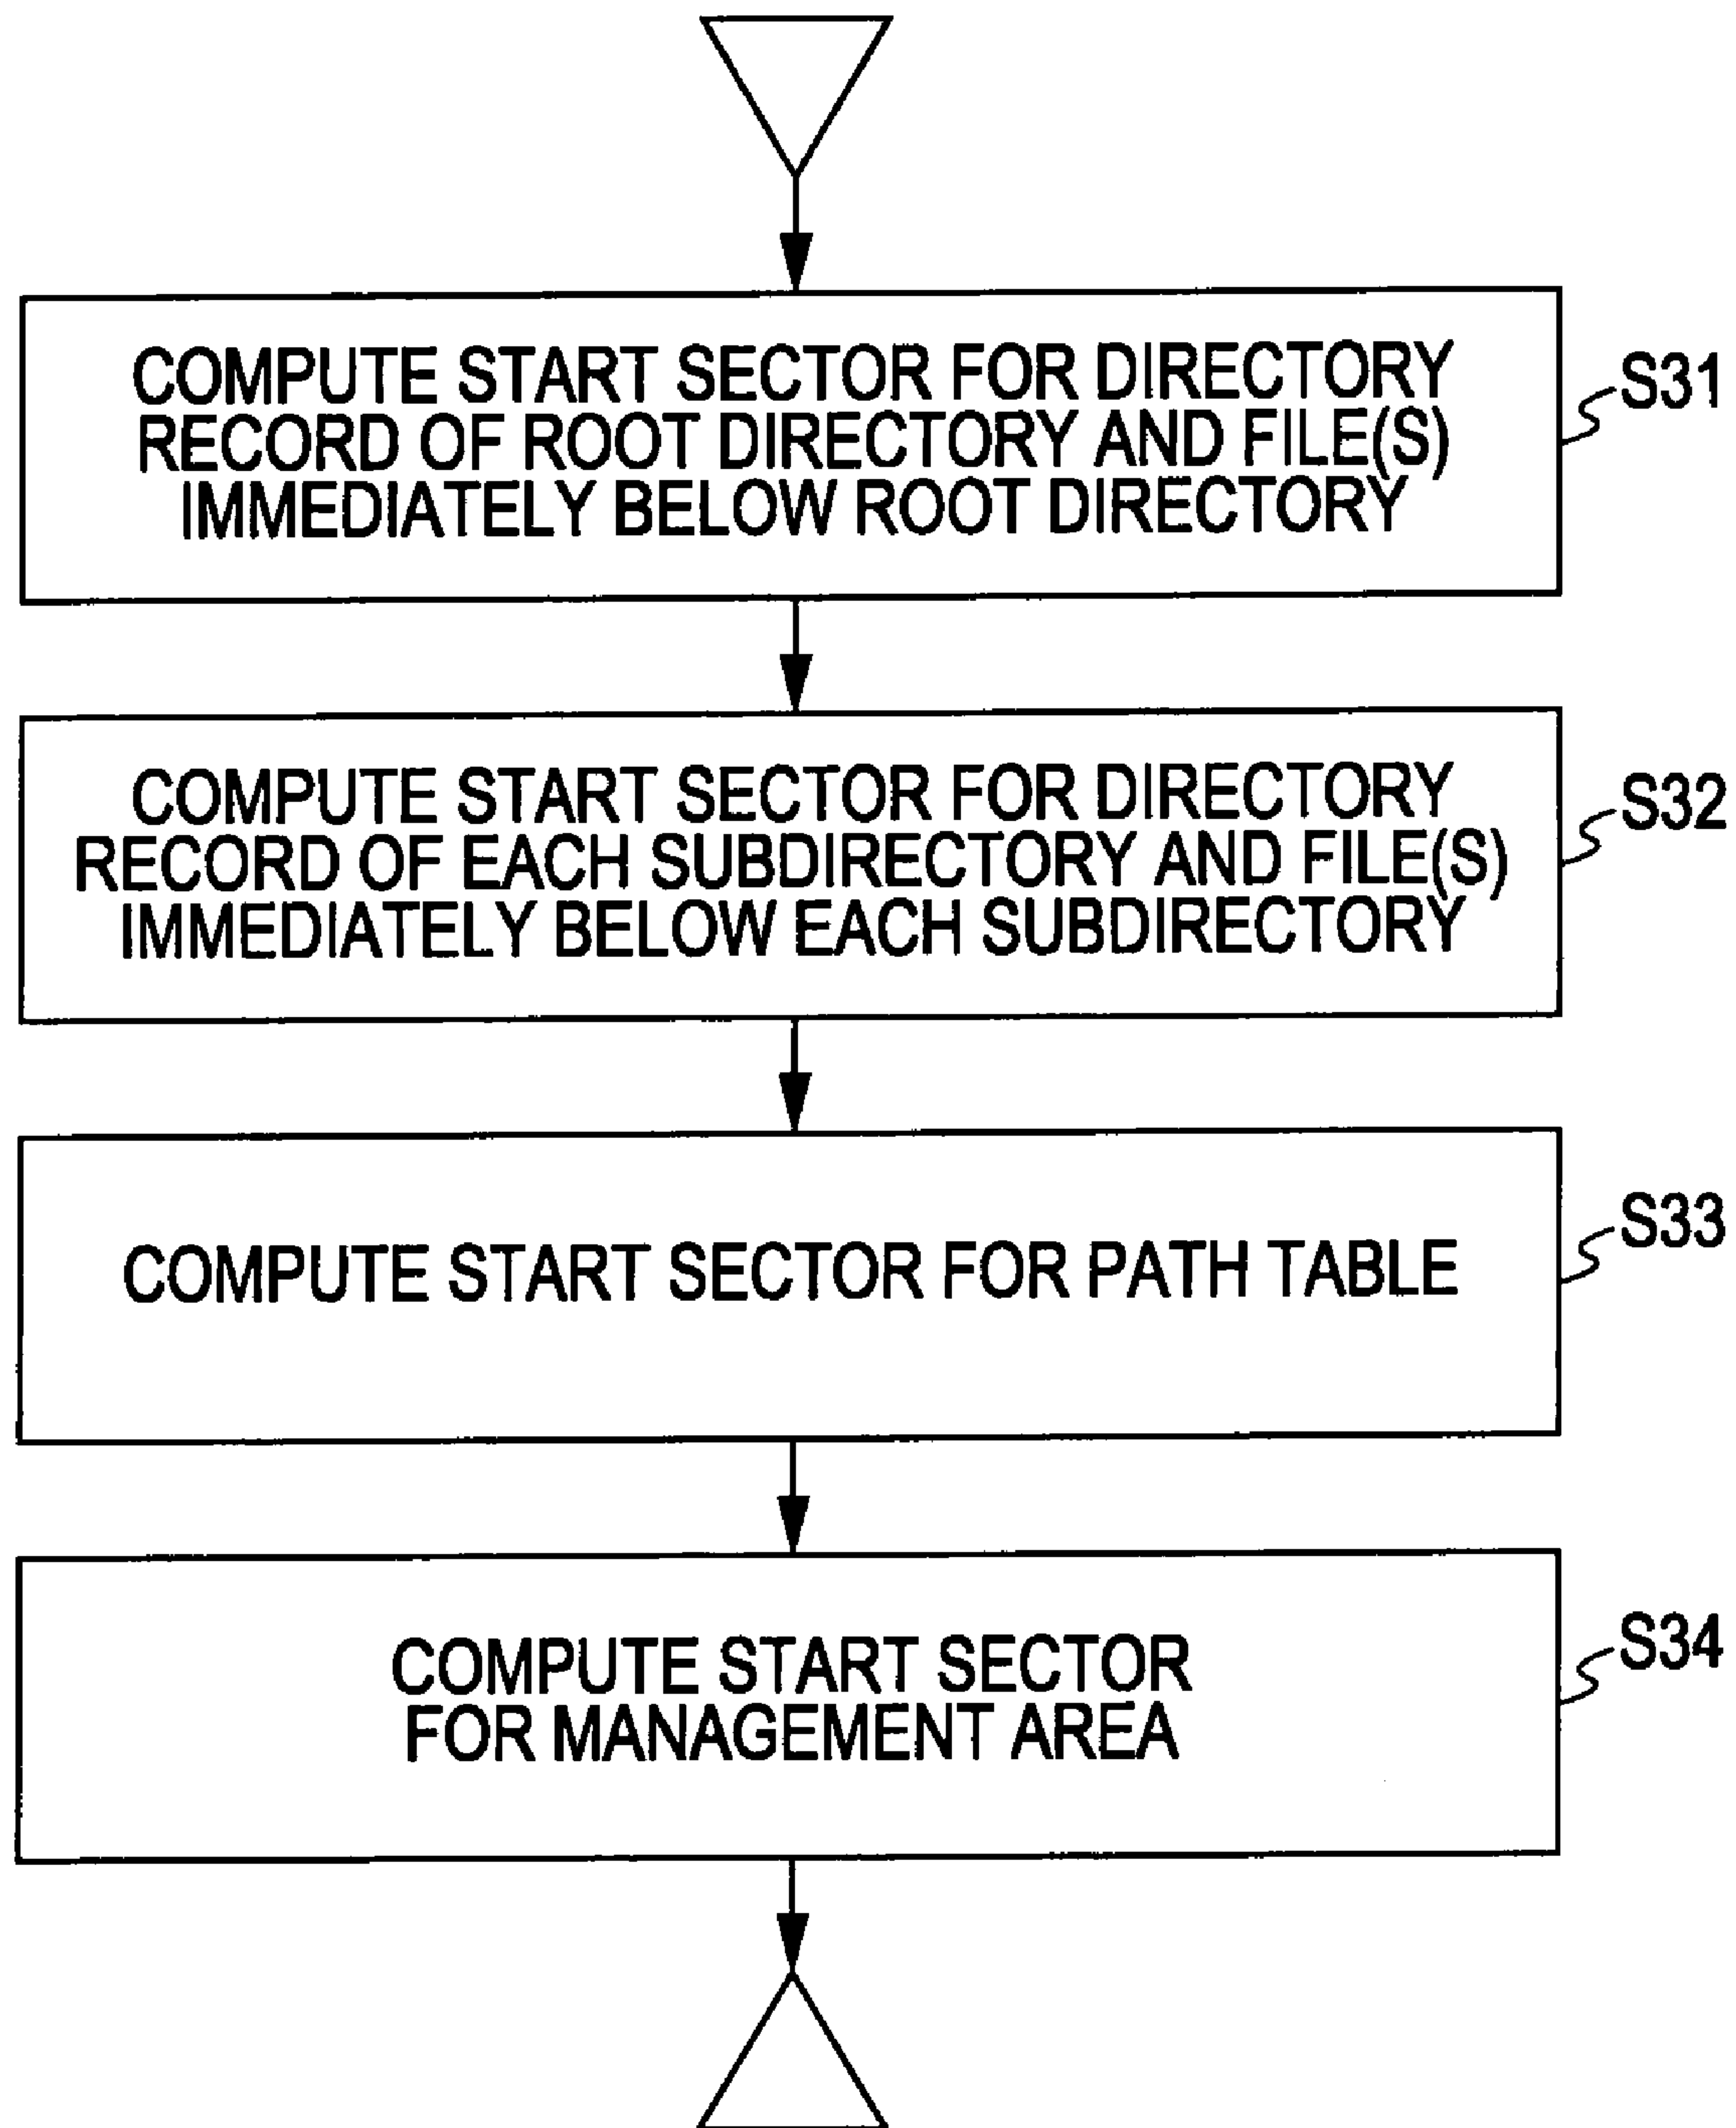 COMPUTE START SECTOR FOR DIRECTORY
RECORD OF ROOT DIRECTORY AND FILE(S)
IMMEDIATELY BELOW ROOT DIRECTORY
S31
COMPUTE START SECTOR FOR DIRECTORY
RECORD OF EACH SUBDIRECTORY AND FILE(S)
IMMEDIATELY BELOW EACH SUBDIRECTORY
S32
COMPUTE START SECTOR FOR PATH TABLE
S33
COMPUTE START SECTOR
FOR MANAGEMENT AREA
S34